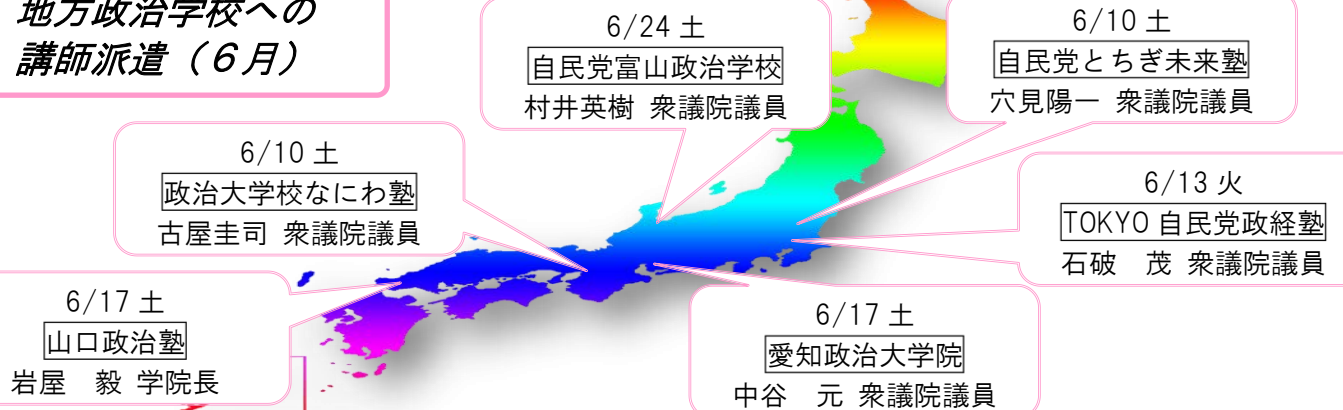 地方政治学校への
講師派遣（６月）
6/24 土
自民党富山政治学校
村井英樹 衆議院議員
6/10 土
自民党とちぎ未来塾
穴見陽一 衆議院議員
6/10 土
政治大学校なにわ塾
古屋圭司 衆議院議員
6/13 火
TOKYO 自民党政経塾
石破　茂 衆議院議員
6/17 土
山口政治塾
岩屋　毅 学院長
6/17 土
愛知政治大学院
中谷　元 衆議院議員